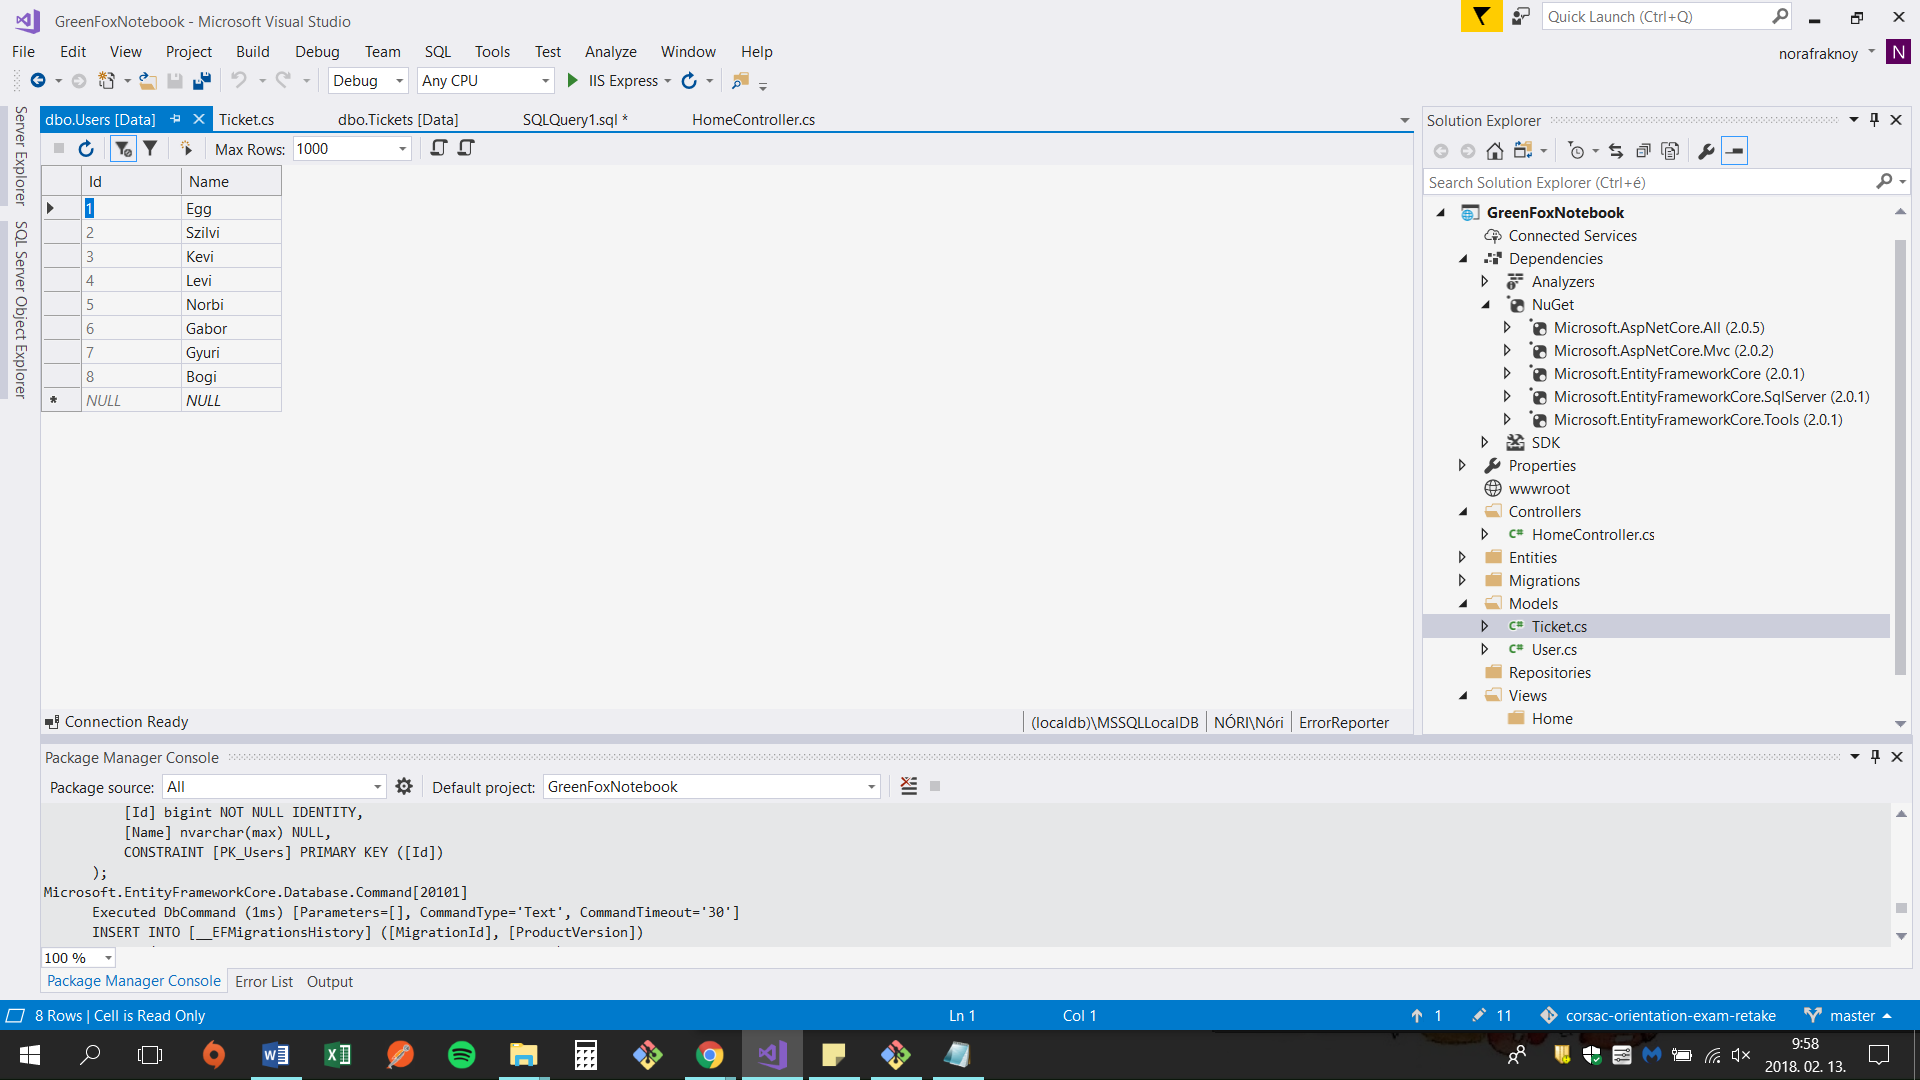 GreenFoxNotebook - Microsoft Visual Studio
Quick Launch (Ctrl+Q)
File Edit View Project Build Debug Team SQL Tools Test Analyze Window Help
norafraknoy N
Debug Any CPU IIS Express
Server Explorer
SQL Server Object Explorer
dbo.Users [Data] Ticket.cs dbo.Tickets [Data] SQLQuery1.sql * HomeController.cs
Max Rows: 1000
Id Name
1 Egg
2 Szilvi
3 Kevi
4 Levi
5 Norbi
6 Gabor
7 Gyuri
8 Bogi
* NULL NULL
Connection Ready
(localdb)\MSSQLLocalDB NÓRI\Nóri ErrorReporter
Solution Explorer
Search Solution Explorer (Ctrl+é)
GreenFoxNotebook
Connected Services
Dependencies
Analyzers
NuGet
Microsoft.AspNetCore.All (2.0.5)
Microsoft.AspNetCore.Mvc (2.0.2)
Microsoft.EntityFrameworkCore (2.0.1)
Microsoft.EntityFrameworkCore.SqlServer (2.0.1)
Microsoft.EntityFrameworkCore.Tools (2.0.1)
SDK
Properties
wwwroot
Controllers
C# HomeController.cs
Entities
Migrations
Models
C# Ticket.cs
C# User.cs
Repositories
Views
Home
Package Manager Console
Package source: All Default project: GreenFoxNotebook
[Id] bigint NOT NULL IDENTITY,
[Name] nvarchar(max) NULL,
CONSTRAINT [PK_Users] PRIMARY KEY ([Id])
);
Microsoft.EntityFrameworkCore.Database.Command[20101]
Executed DbCommand (1ms) [Parameters=[], CommandType='Text', CommandTimeout='30']
INSERT INTO [__EFMigrationsHistory] ([MigrationId], [ProductVersion])
100 %
Package Manager Console Error List Output
8 Rows | Cell is Read Only Ln 1 Col 1 1 11 corsac-orientation-exam-retake master
9:58
2018. 02. 13.